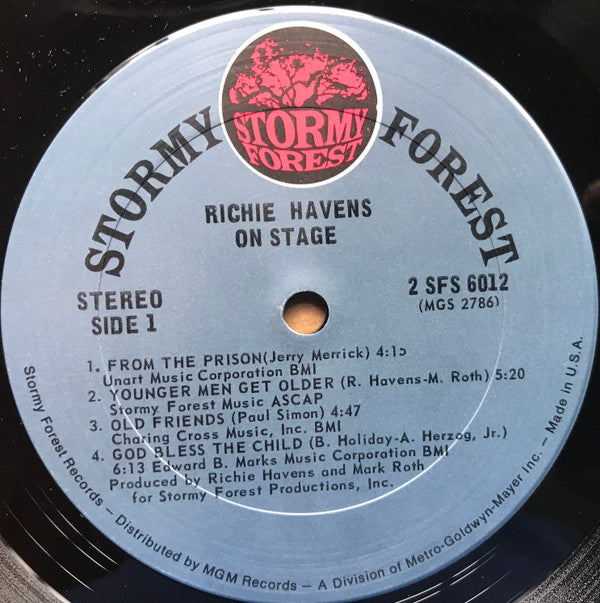 STORMY FOREST
STORMY
FOREST
RICHIE HAVENS
ON STAGE
STEREO
SIDE 1
2 SFS 6012
(MGS 2786)
1. FROM THE PRISON(Jerry Merrick) 4:15
Unart Music Corporation BMI
2. YOUNGER MEN GET OLDER (R. Havens-M. Roth) 5:20
Stormy Forest Music ASCAP
3. OLD FRIENDS (Paul Simon) 4:47
Charing Cross Music, Inc. BMI
4. GOD BLESS THE CHILD (B. Holiday-A. Herzog, Jr.)
6:13 Edward B. Marks Music Corporation BMI
Produced by Richie Havens and Mark Roth
for Stormy Forest Productions, Inc.
Stormy Forest Records – Distributed by MGM Records – A Division of Metro-Goldwyn-Mayer Inc. – Made in U.S.A.